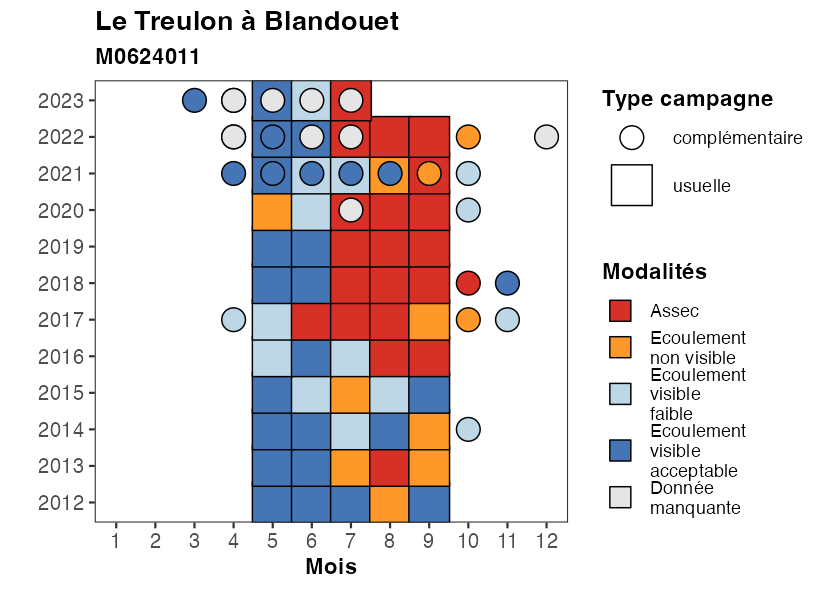 Le Treulon à Blandouet
M0624011
2023
2022
2021
2020
2019
2018
2017
2016
2015
2014
2013
2012
1 2 3 4 5 6 7 8 9 10 11 12
Mois
Type campagne
complémentaire
usuelle
Modalités
Assec
Ecoulement
non visible
Ecoulement
visible
faible
Ecoulement
visible
acceptable
Donnée
manquante